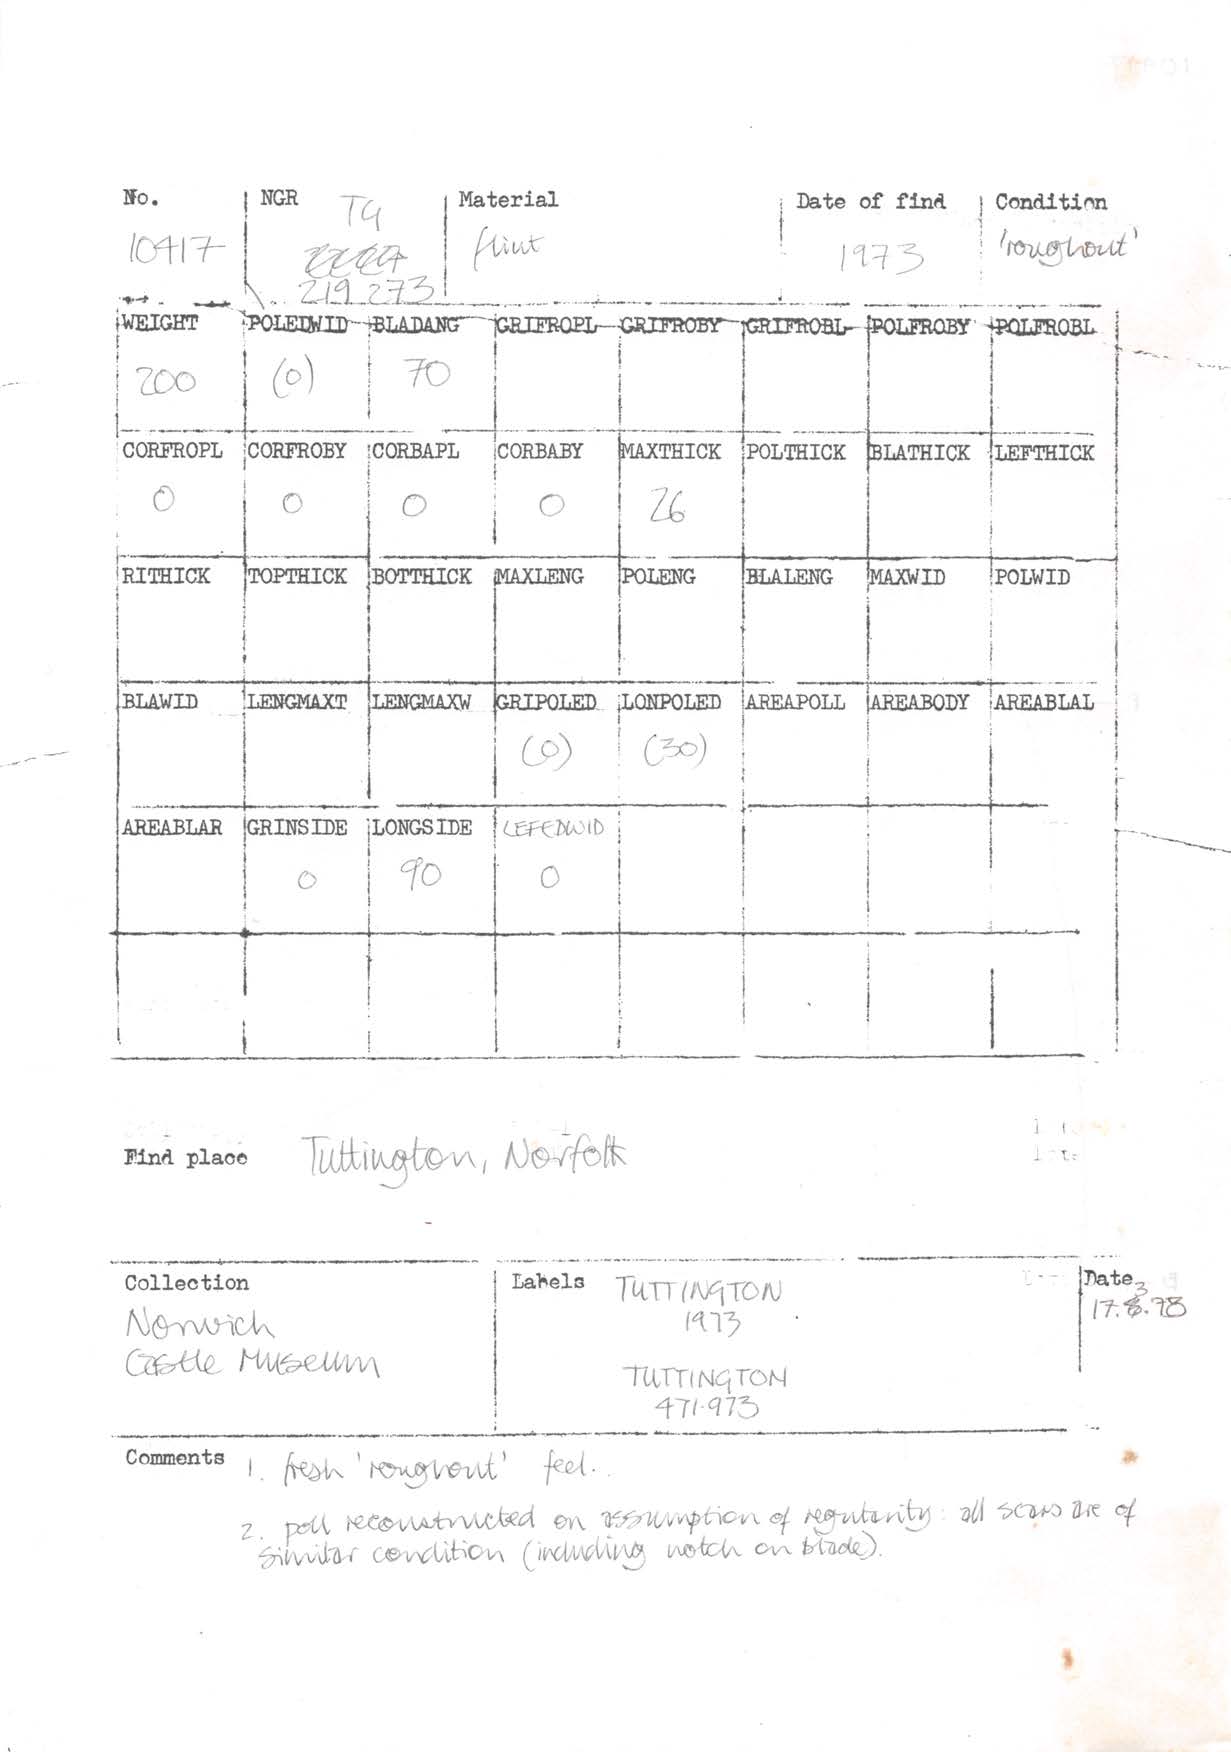 No. NGR TG Material Date of find Condition
10417 flint 1973 'roughout'
219 273
WEIGHT POLEDWID BLADANG GRIFROPL GRIFROBY GRIFROBL POLFROBY POLFROBL
200 (0) 70
CORFROPL CORFROBY CORBAPL CORBABY MAXTHICK POLTHICK BLATHICK LEFTHICK
0 0 0 0 26
RITHICK TOPTHICK BOTTHICK MAXLENG POLENG BLALENG MAXWID POLWID
BLAWID LENGMAXT LENGMAXW GRIPOLED LONPOLED AREAPOLL AREABODY AREABLAL
(0) (30)
AREABLAR GRINSIDE LONGSIDE LEFEDWID
0 90 0
Find place Tuttington, Norfolk
Collection Labels TUTTINGTON Date
Norwich 1973 17.3.78
Castle Museum TUTTINGTON
471.973
Comments 1. fresh 'roughout' feel.
2. poll reconstructed on assumption of regularity: all scars are of
similar condition (including notch on blade).